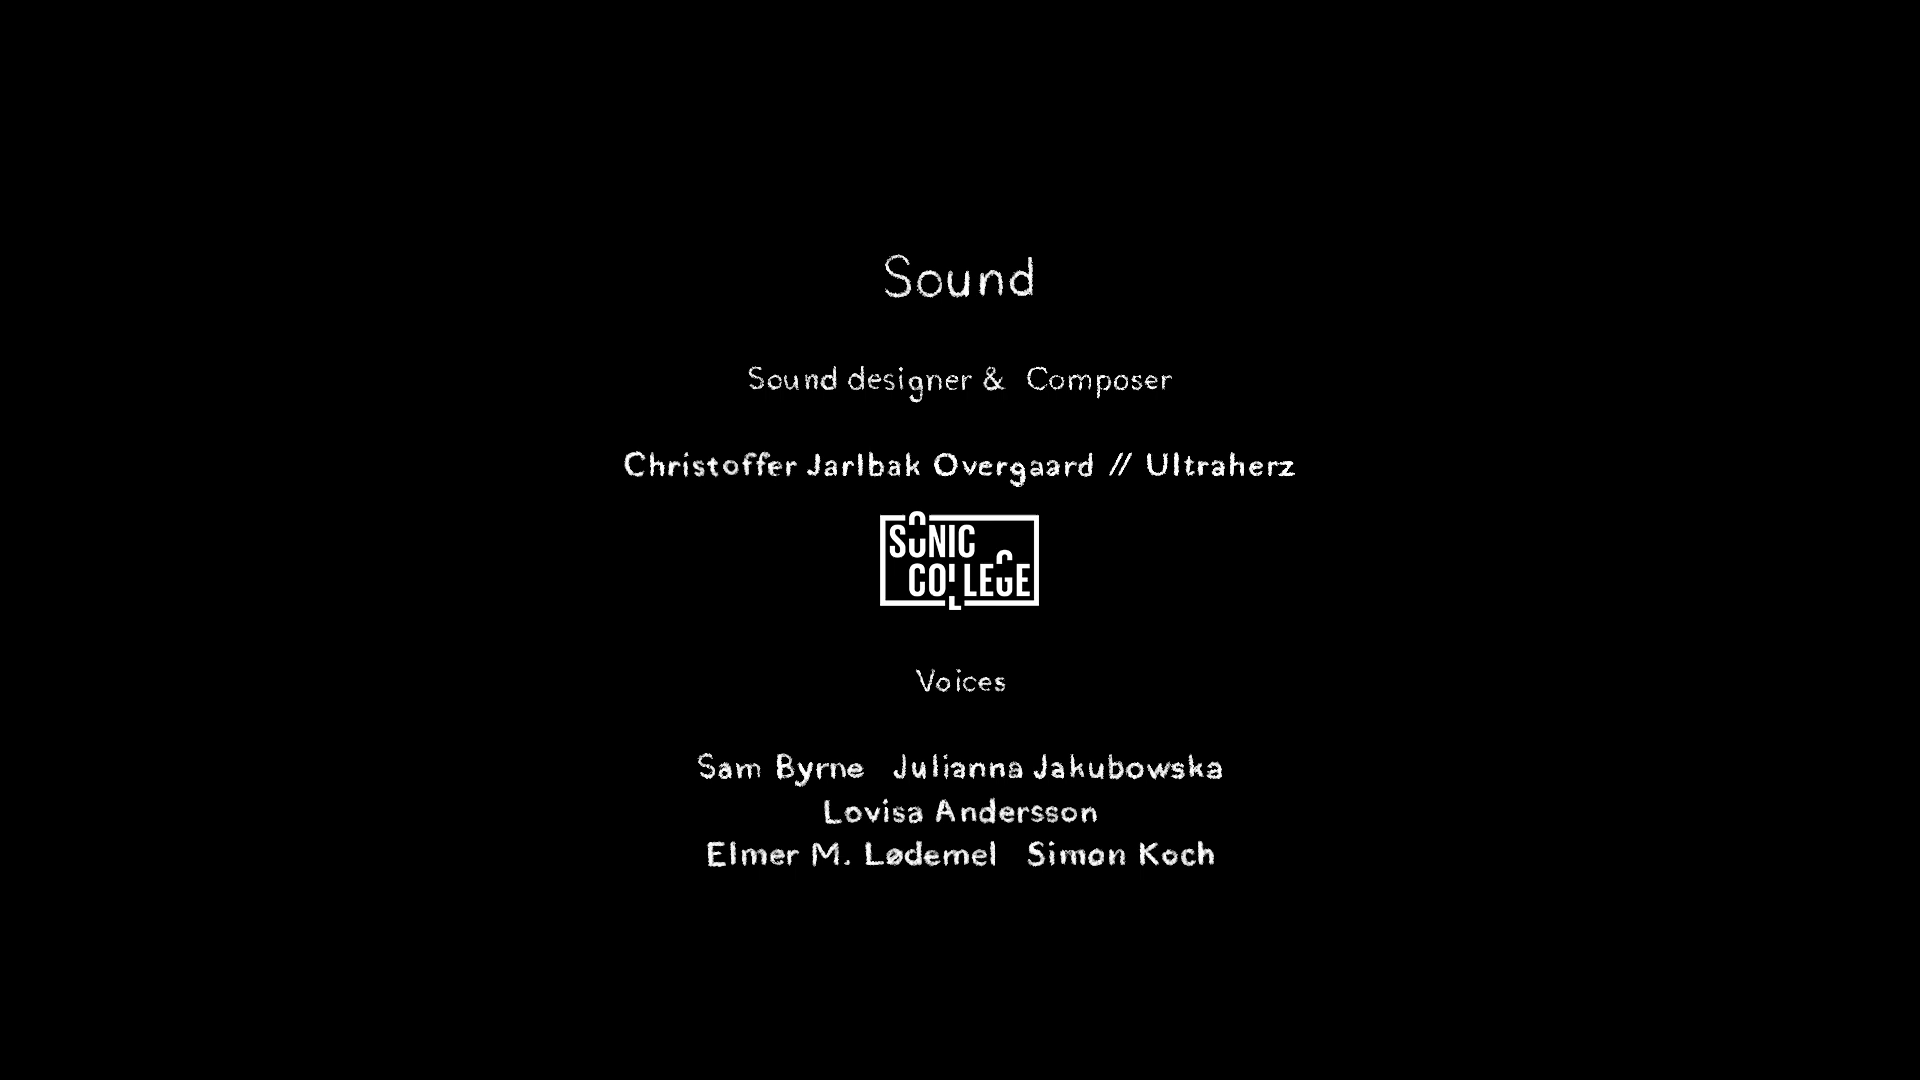 Sound
Sound designer & Composer
Christoffer Jarlbak Overgaard // Ultraherz
SONIC
COLLEGE
Voices
Sam Byrne Julianna Jakubowska
Lovisa Andersson
Elmer M. Lødemel Simon Koch